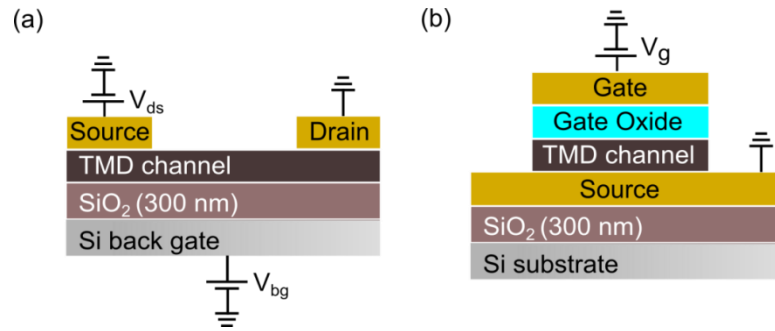 (a)
V_ds
Source
Drain
TMD channel
SiO₂ (300 nm)
Si back gate
V_bg
(b)
V_g
Gate
Gate Oxide
TMD channel
Source
SiO₂ (300 nm)
Si substrate